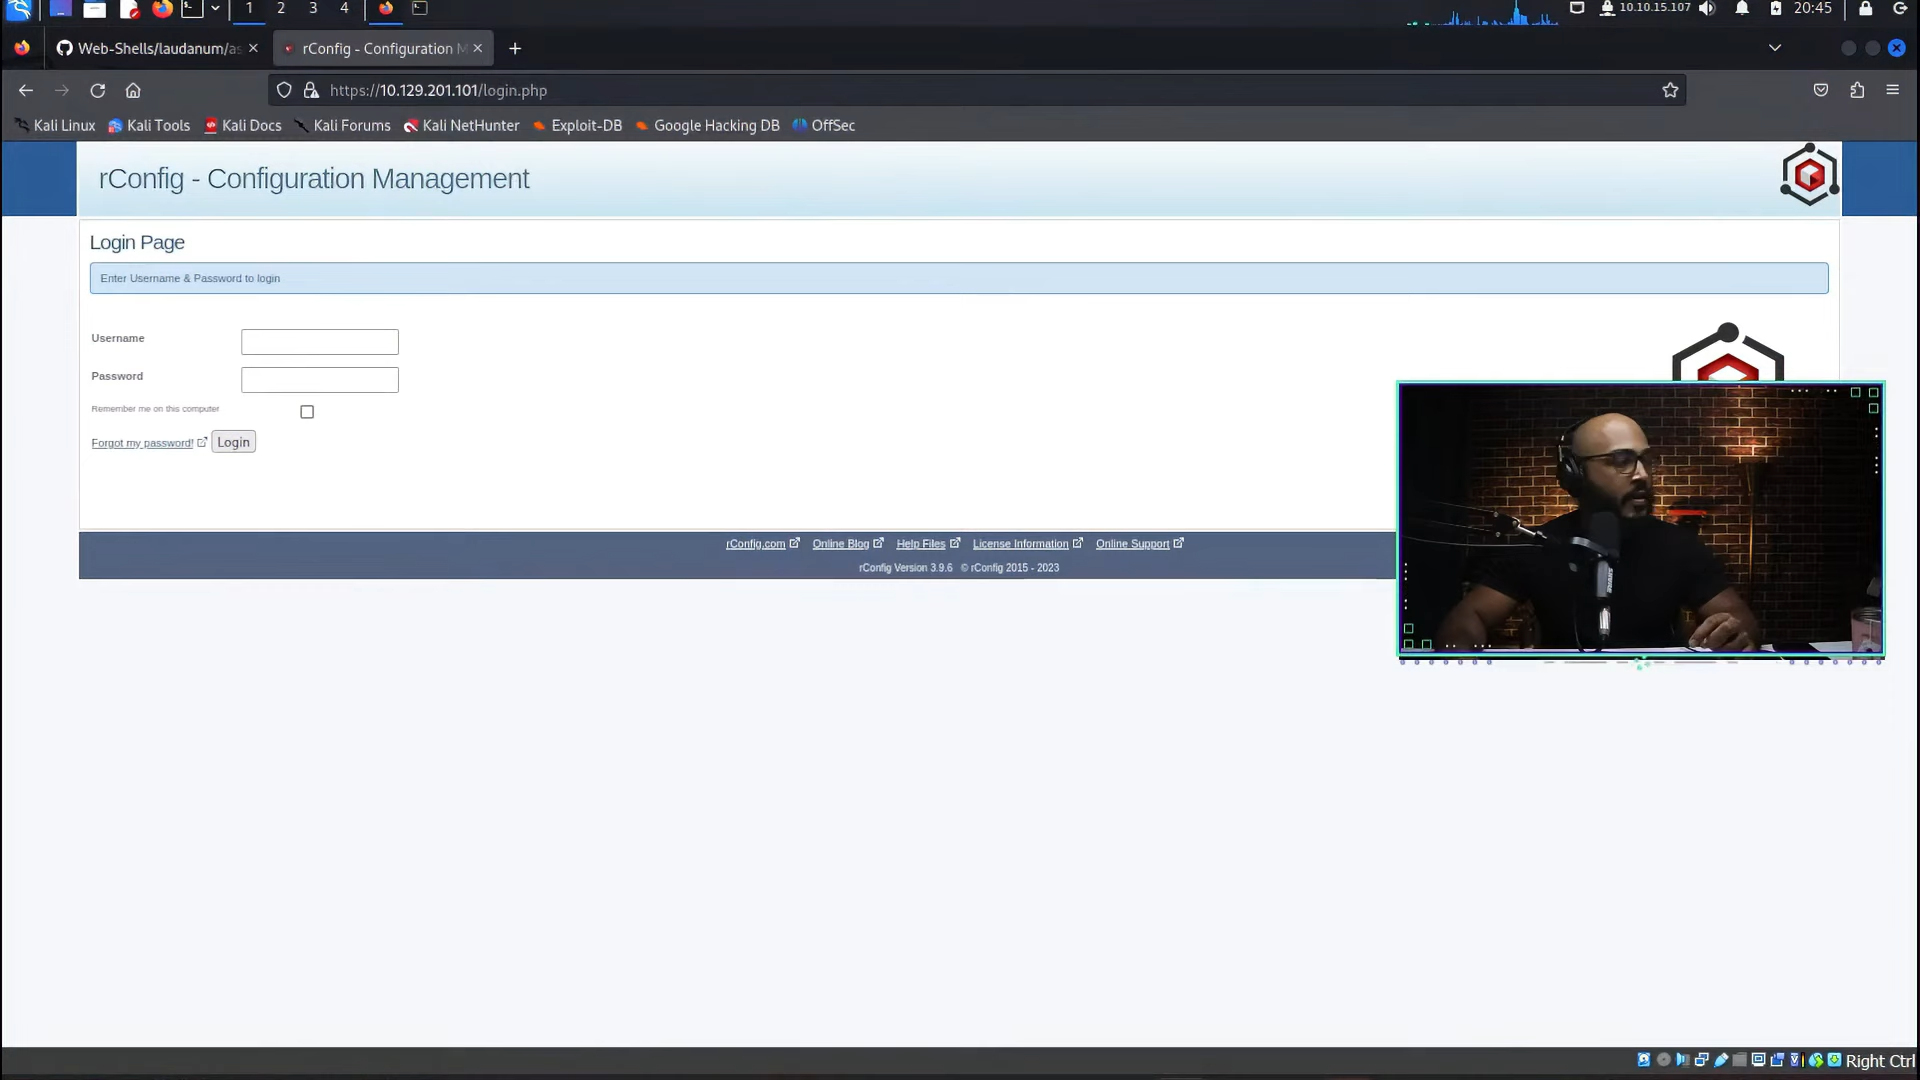 1 2 3 4 10.10.15.107 20:45
Web-Shells/laudanum/as rConfig - Configuration M
https://10.129.201.101/login.php
Kali Linux Kali Tools Kali Docs Kali Forums Kali NetHunter Exploit-DB Google Hacking DB OffSec
rConfig - Configuration Management
Login Page
Enter Username & Password to login
Username
Password
Remember me on this computer
Forgot my password! Login
rConfig.com Online Blog Help Files License Information Online Support
rConfig Version 3.9.6 © rConfig 2015 - 2023
Right Ctrl